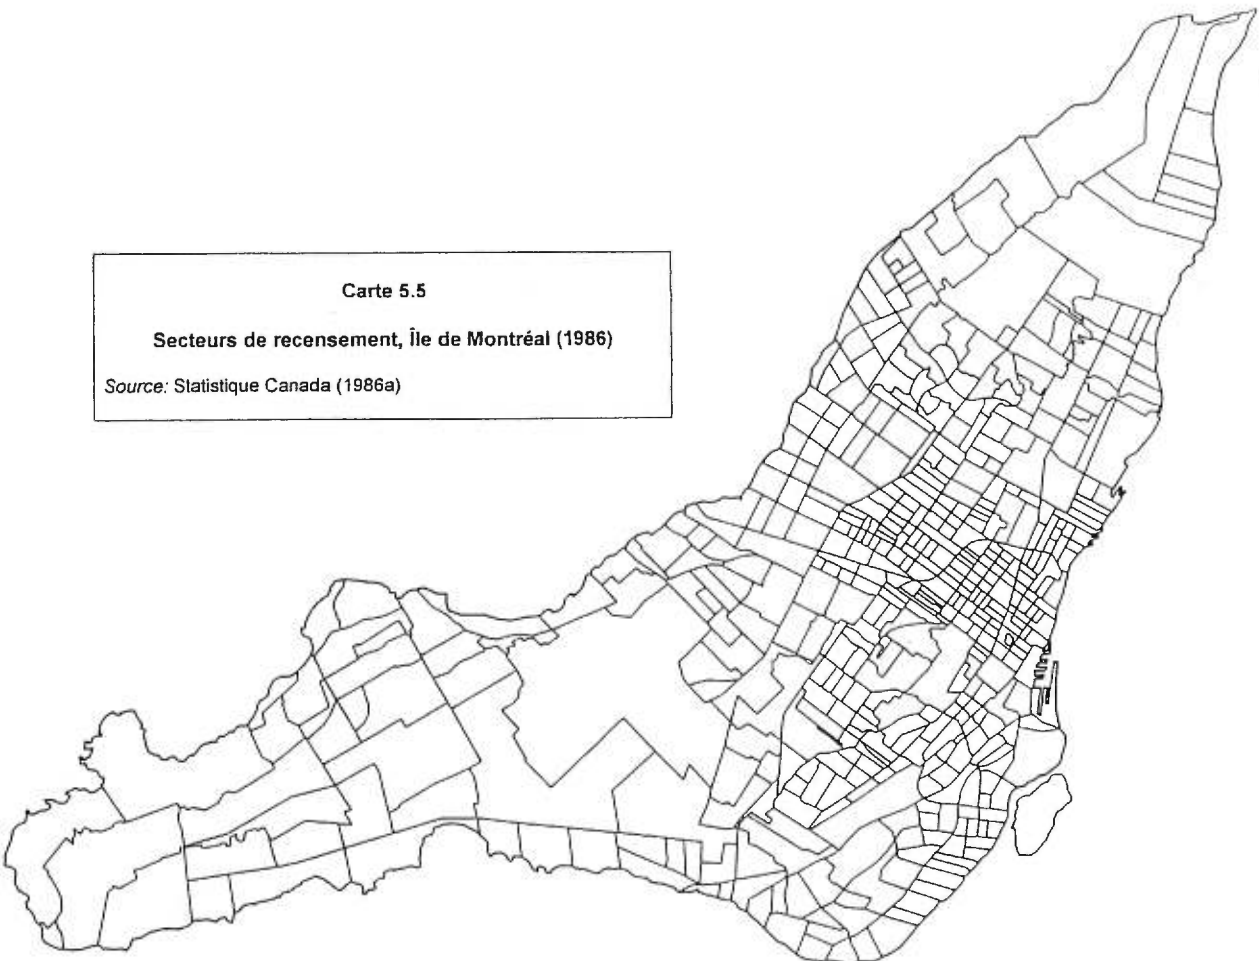 Carte 5.5
Secteurs de recensement, Île de Montréal (1986)
Source: Statistique Canada (1986a)